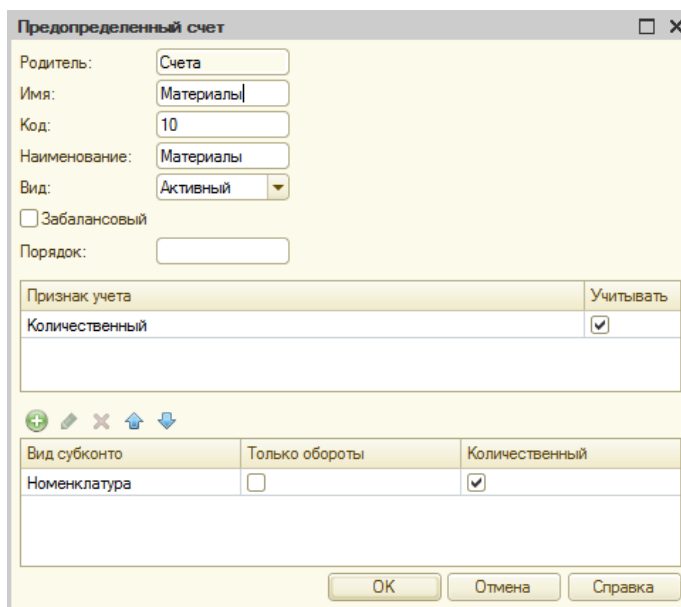 Предопределенный счет
Родитель: Счета
Имя: Материалы
Код: 10
Наименование: Материалы
Вид: Активный
Забалансовый
Порядок:
Признак учета Учитывать
Количественный
Вид субконто Только обороты Количественный
Номенклатура
ОК Отмена Справка